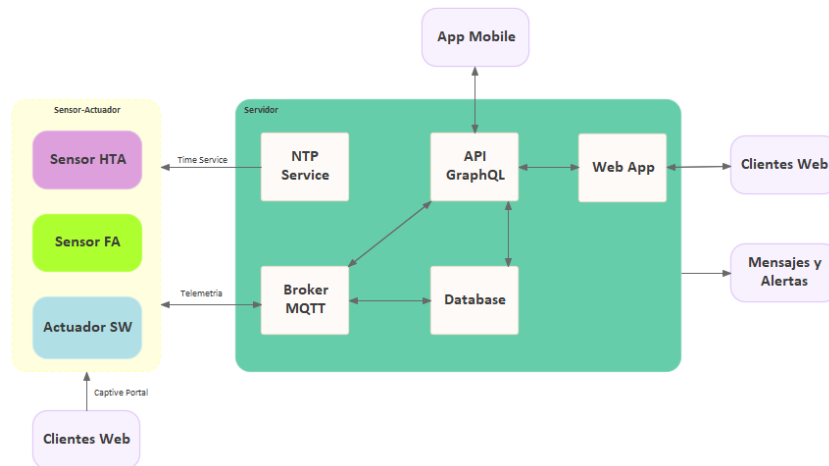 App Mobile
Sensor-Actuador
Servidor
Sensor HTA
Time Service
NTP
Service
API
GraphQL
Web App
Clientes Web
Sensor FA
Mensajes y
Alertas
Actuador SW
Telemetria
Broker
MQTT
Database
Captive Portal
Clientes Web